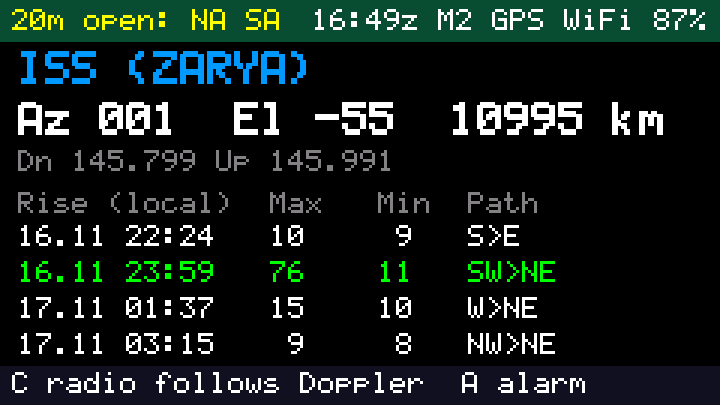 20m open: NA SA 16:49z M2 GPS WiFi 87%
ISS (ZARYA)
Az 001 El -55 10995 km
Dn 145.799 Up 145.991
Rise (local) Max Min Path
16.11 22:24 10 9 S>E
16.11 23:59 76 11 SW>NE
17.11 01:37 15 10 W>NE
17.11 03:15 9 8 NW>NE
C radio follows Doppler A alarm